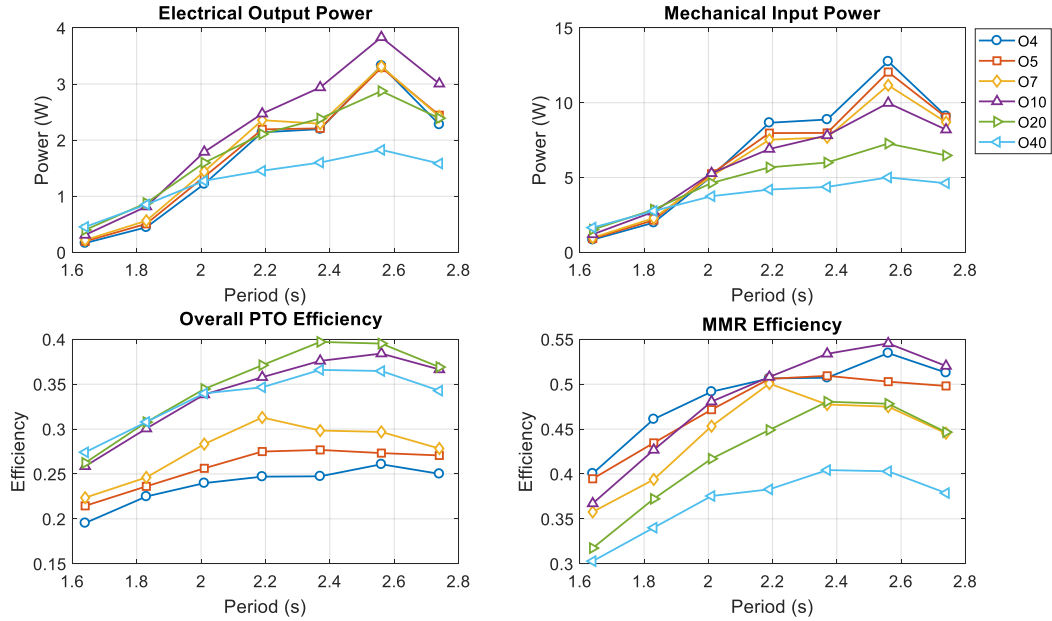 Electrical Output Power
4
3
2
1
0
Power (W)
1.6
1.8
2
2.2
2.4
2.6
2.8
Period (s)
Mechanical Input Power
15
10
5
0
Power (W)
1.6
1.8
2
2.2
2.4
2.6
2.8
Period (s)
O4
O5
O7
O10
O20
O40
Overall PTO Efficiency
0.4
0.35
0.3
0.25
0.2
0.15
Efficiency
1.6
1.8
2
2.2
2.4
2.6
2.8
Period (s)
MMR Efficiency
0.55
0.5
0.45
0.4
0.35
0.3
Efficiency
1.6
1.8
2
2.2
2.4
2.6
2.8
Period (s)